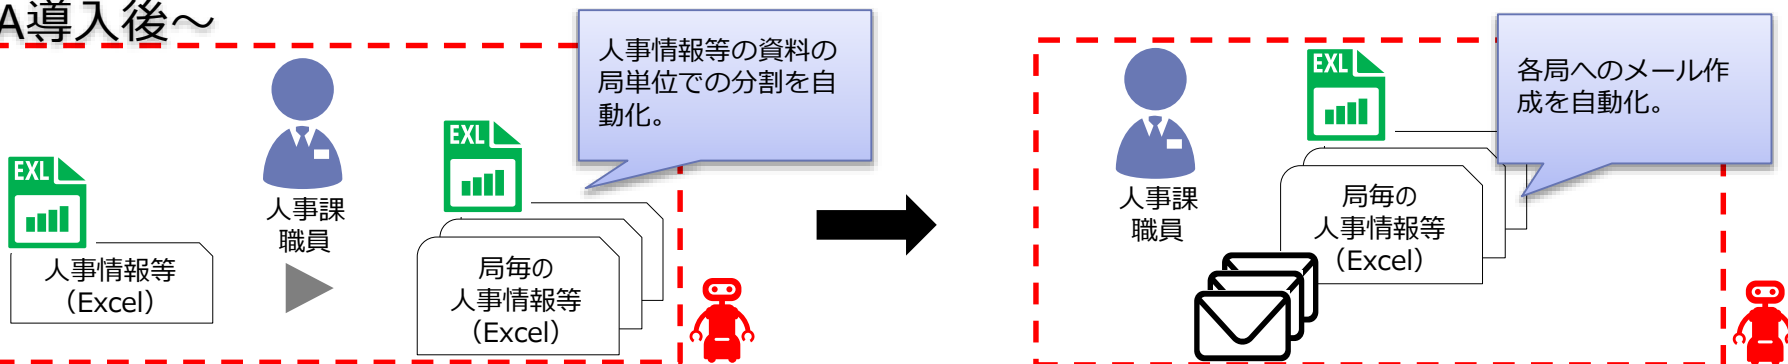 A導入後～
人事情報等の資料の
局単位での分割を自
動化。
EXL
人事情報等
（Excel）
人事課
職員
EXL
局毎の
人事情報等
（Excel）
各局へのメール作
成を自動化。
人事課
職員
EXL
局毎の
人事情報等
（Excel）